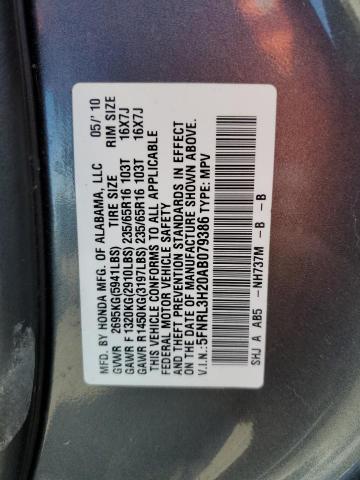 MFD. BY HONDA MFG. OF ALABAMA, LLC 05/' 10
GVWR 2695KG(5941LBS) TIRE SIZE RIM SIZE
GAWR F 1320KG(2910LBS) 235/65R16 103T 16X7J
GAWR R1450KG(3197LBS) 235/65R16 103T 16X7J
THIS VEHICLE CONFORMS TO ALL APPLICABLE
FEDERAL MOTOR VEHICLE SAFETY
AND THEFT PREVENTION STANDARDS IN EFFECT
ON THE DATE OF MANUFACTURE SHOWN ABOVE.
V.I.N.: 5FNRL3H20AB079386 TYPE: MPV
SHJ A AB5 -NH737M - B - B